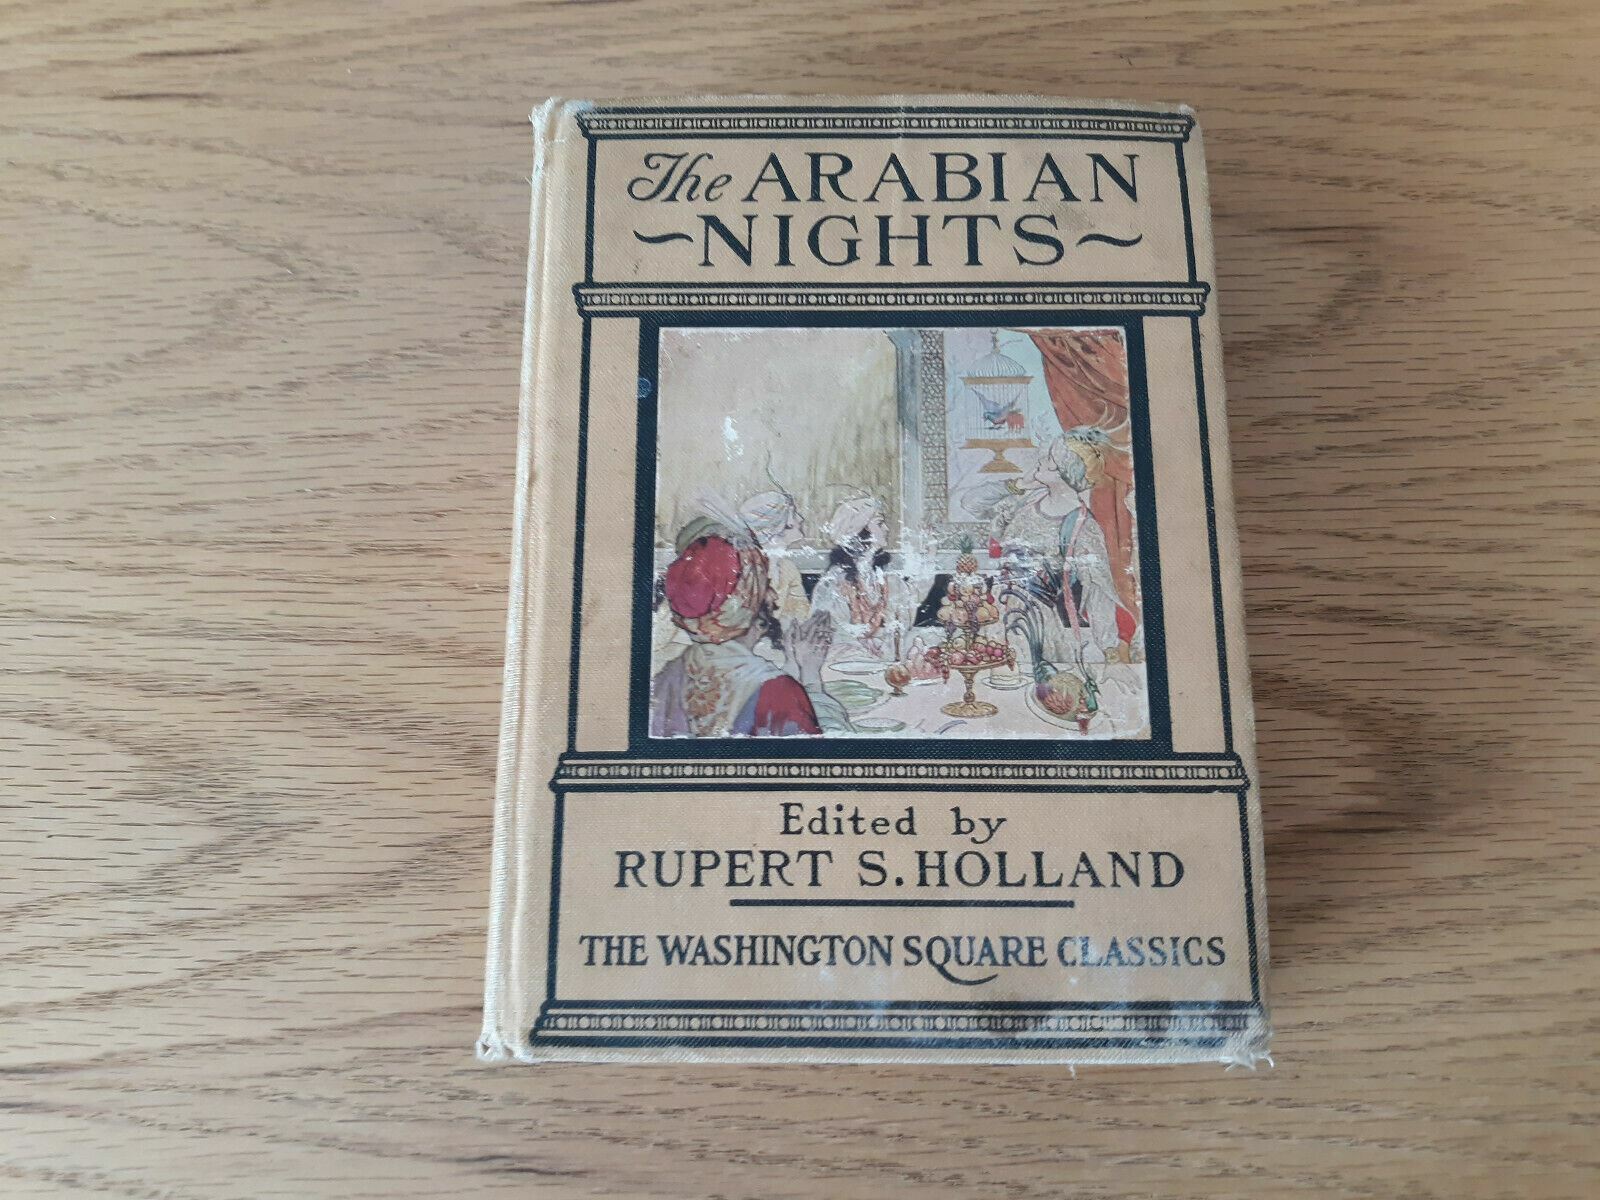 The ARABIAN
~NIGHTS~
Edited by
RUPERT S. HOLLAND
THE WASHINGTON SQUARE CLASSICS